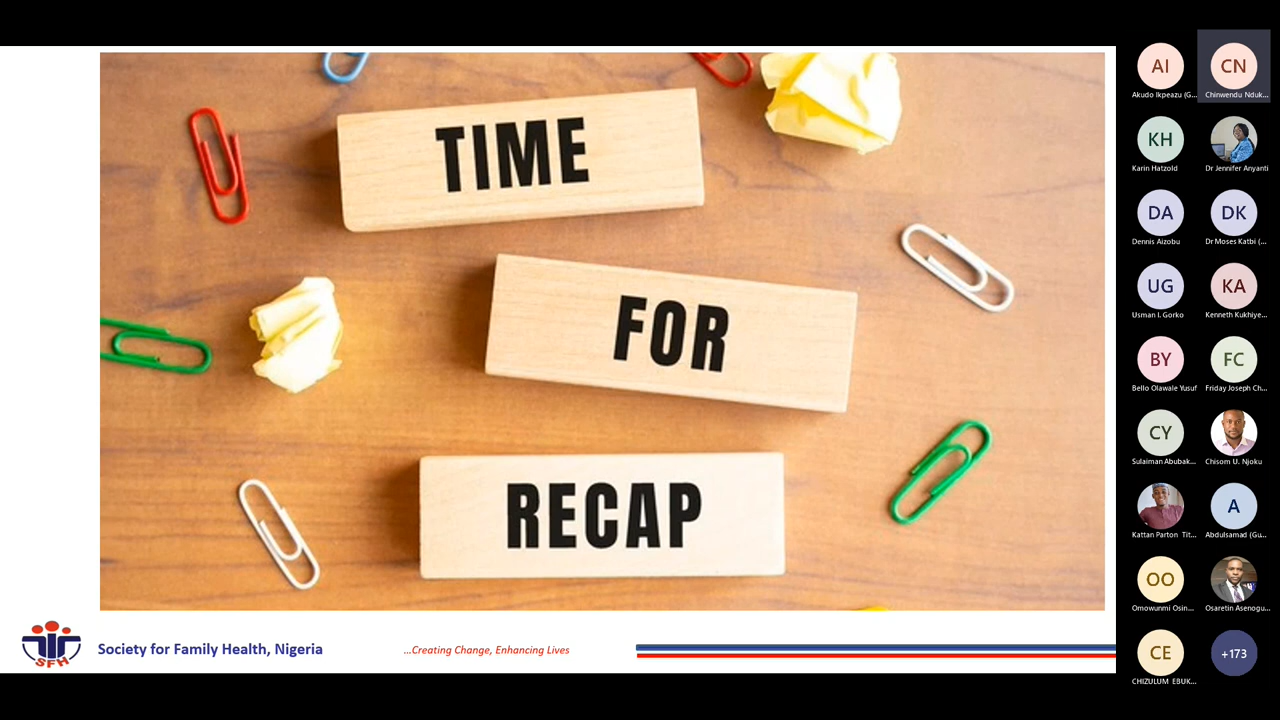 TIME
FOR
RECAP
SFH
Society for Family Health, Nigeria
...Creating Change, Enhancing Lives
AI
Akudo Ikpeazu (G...
CN
Chinwendu Nduk...
KH
Karin Hatzold
Dr Jennifer Anyanti
DA
Dennis Aizobu
DK
Dr Moses Katbi (...
UG
Usman I. Gorko
KA
Kenneth Kukhiye...
BY
Bello Olawale Yusuf
FC
Friday Joseph Ch...
CY
Sulaiman Abubak...
Chisom U. Njoku
Kattan Parton Tit...
A
Abdulsamad (Gu...
OO
Omowunmi Osin...
Osaretin Asenogu...
CE
CHIZULUM EBUK...
+173